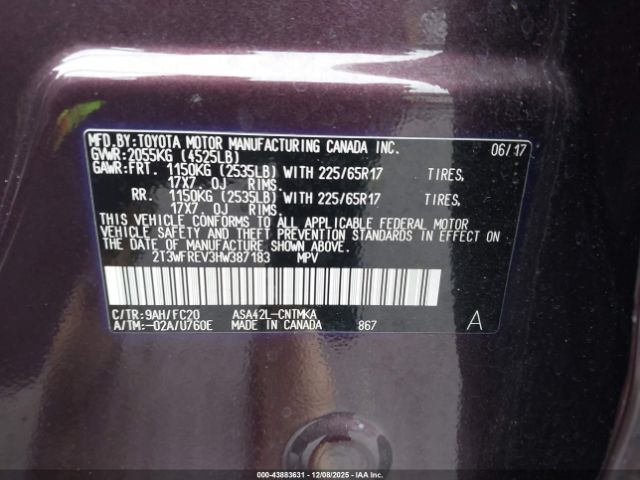 MFD.BY:TOYOTA MOTOR MANUFACTURING CANADA INC. 06/17
GVWR:2055KG (4525LB)
GAWR:FRT. 1150KG (2535LB) WITH 225/65R17 TIRES,
17X7.0J RIMS.
RR. 1150KG (2535LB) WITH 225/65R17 TIRES,
17X7.0J RIMS.
THIS VEHICLE CONFORMS TO ALL APPLICABLE FEDERAL MOTOR
VEHICLE SAFETY AND THEFT PREVENTION STANDARDS IN EFFECT ON THE
DATE OF MANUFACTURE SHOWN ABOVE.
2T3WFREV3HW387183 MPV
C/TR:9AH/FC20 ASA42L-CNTMKA
A/TM:-02A/U760E MADE IN CANADA 867 A
000-43883631 - 12/08/2025 - IAA, Inc.